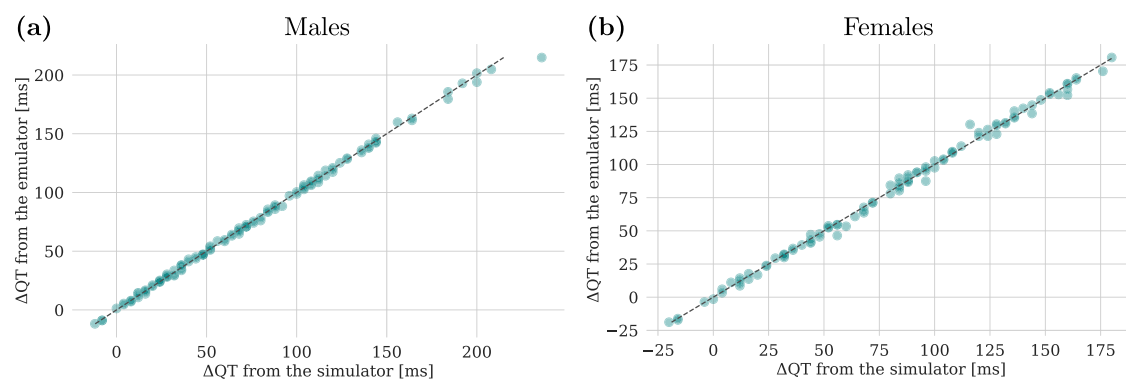 (a)
Males
ΔQT from the emulator [ms]
200
150
100
50
0
0 50 100 150 200
ΔQT from the simulator [ms]
(b)
Females
ΔQT from the emulator [ms]
175
150
125
100
75
50
25
0
−25
−25 0 25 50 75 100 125 150 175
ΔQT from the simulator [ms]